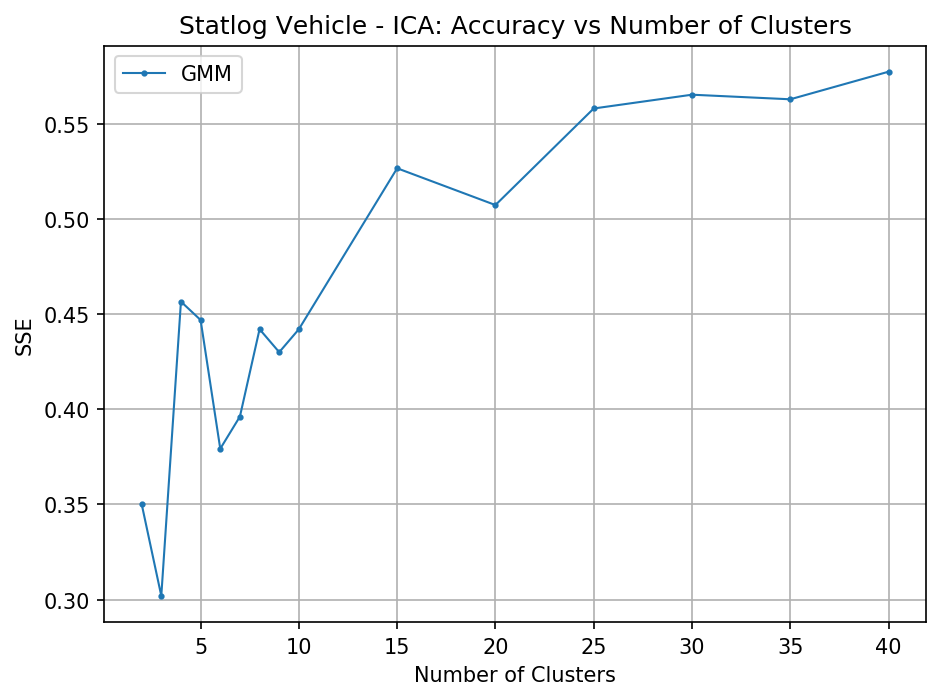 Statlog Vehicle - ICA: Accuracy vs Number of Clusters
GMM
SSE
0.55
0.50
0.45
0.40
0.35
0.30
5 10 15 20 25 30 35 40
Number of Clusters